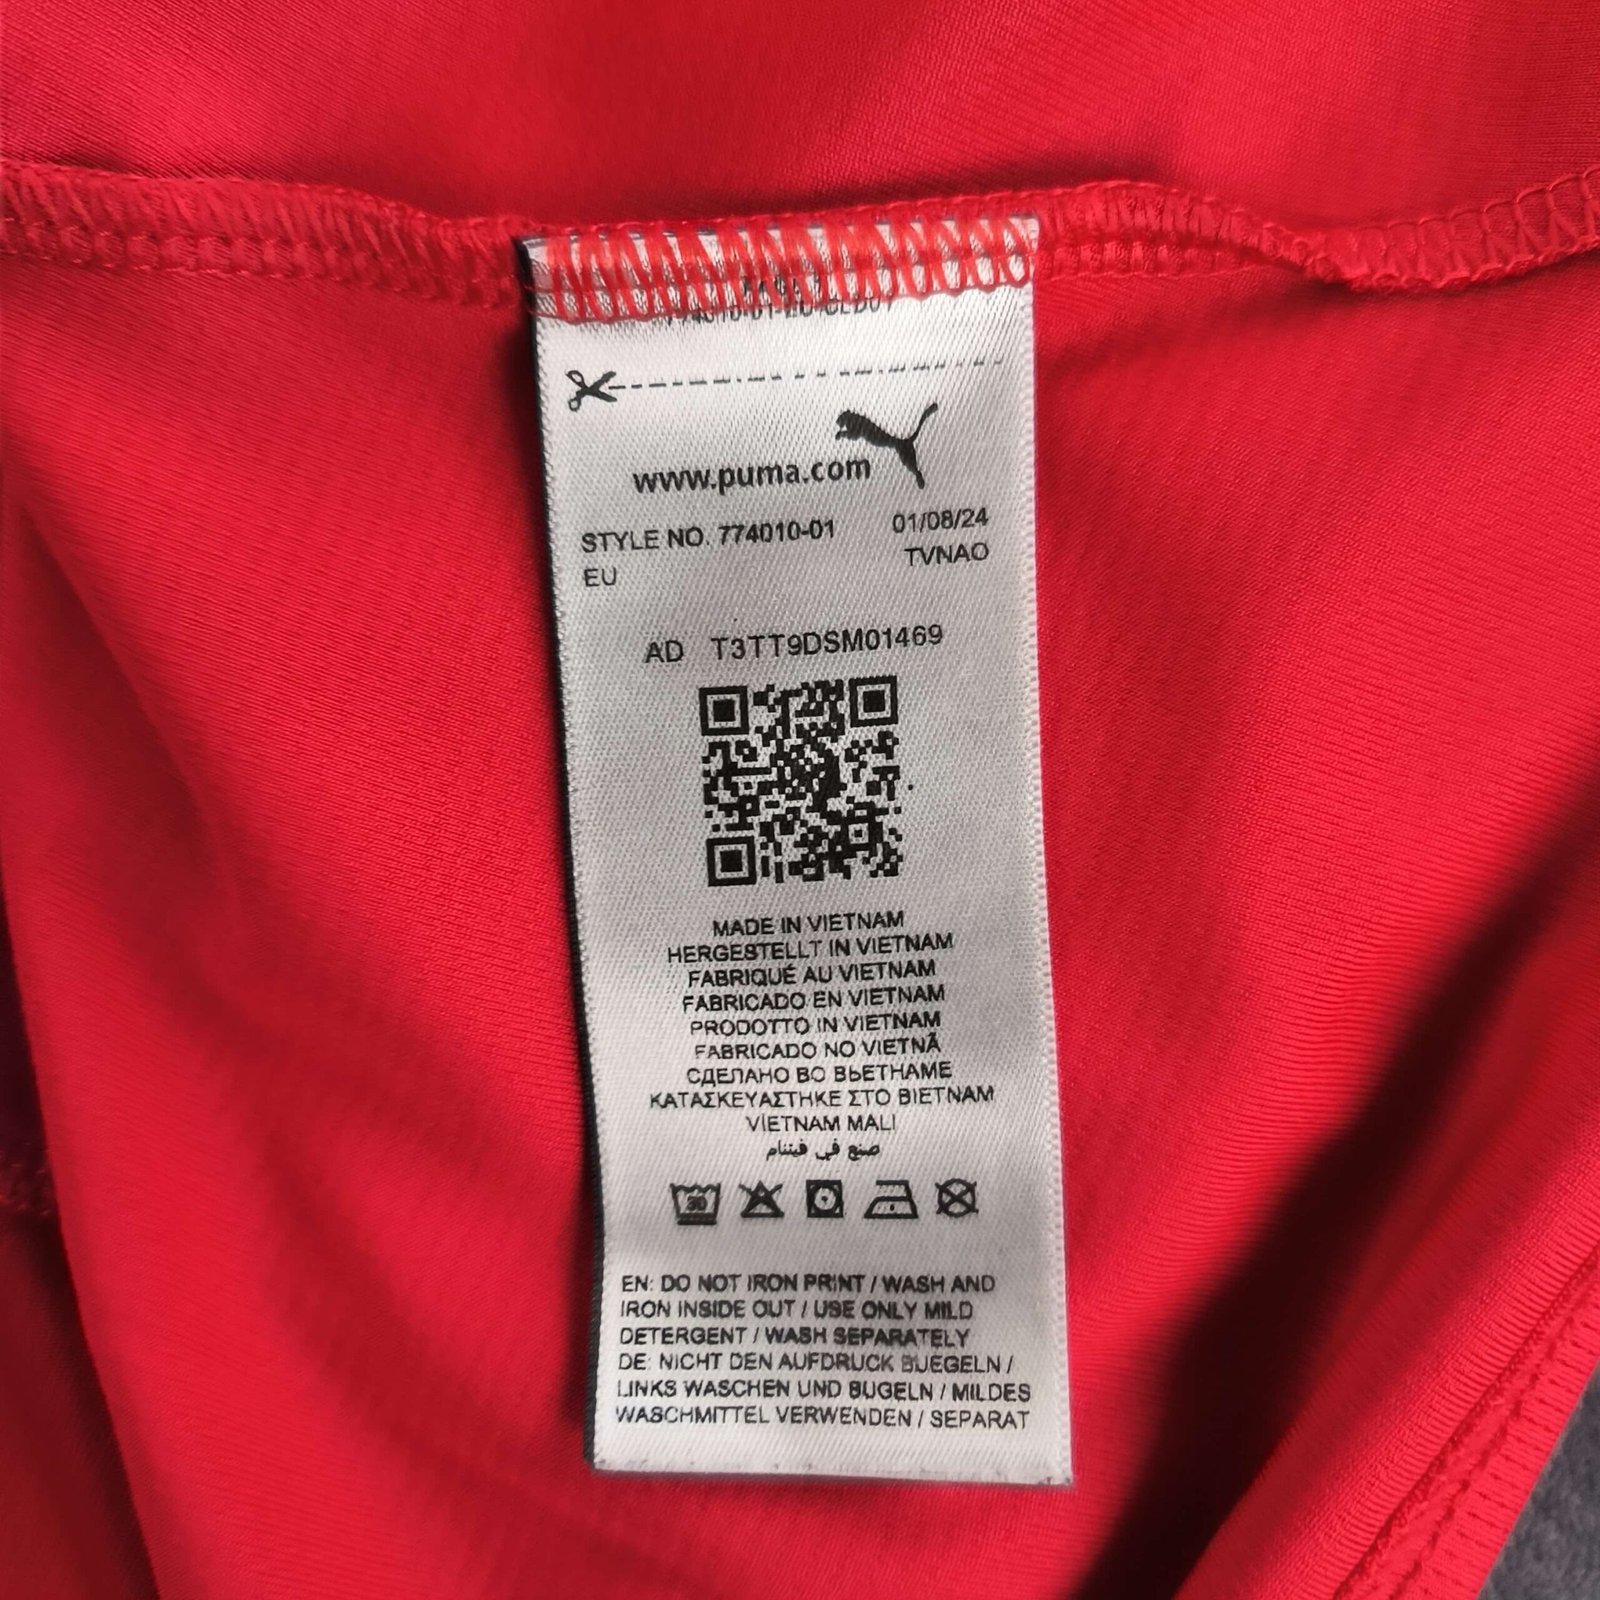 www.puma.com
STYLE NO. 774010-01 01/08/24
EU TVNAO
AD T3TT9DSM01469
MADE IN VIETNAM
HERGESTELLT IN VIETNAM
FABRIQUÉ AU VIETNAM
FABRICADO EN VIETNAM
PRODOTTO IN VIETNAM
FABRICADO NO VIETNÃ
СДЕЛАНО ВО ВЬЕТНАМЕ
ΚΑΤΑΣΚΕΥΑΣΤΗΚΕ ΣΤΟ ΒΙΕΤΝΑΜ
VİETNAM MALI
صنع في فيتنام
30
EN: DO NOT IRON PRINT / WASH AND
IRON INSIDE OUT / USE ONLY MILD
DETERGENT / WASH SEPARATELY
DE: NICHT DEN AUFDRUCK BUEGELN /
LINKS WASCHEN UND BUGELN / MILDES
WASCHMITTEL VERWENDEN / SEPARAT